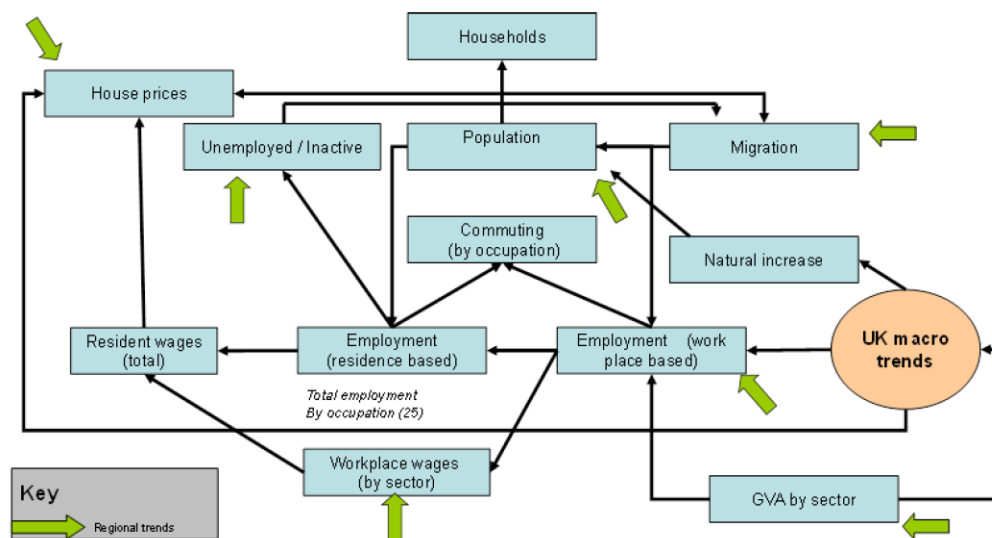 Households
House prices
Unemployed / Inactive
Population
Migration
Commuting
(by occupation)
Natural increase
Resident wages
(total)
Employment
(residence based)
Employment (work
place based)
UK macro
trends
Total employment
By occupation (25)
Workplace wages
(by sector)
GVA by sector
Key
Regional trends